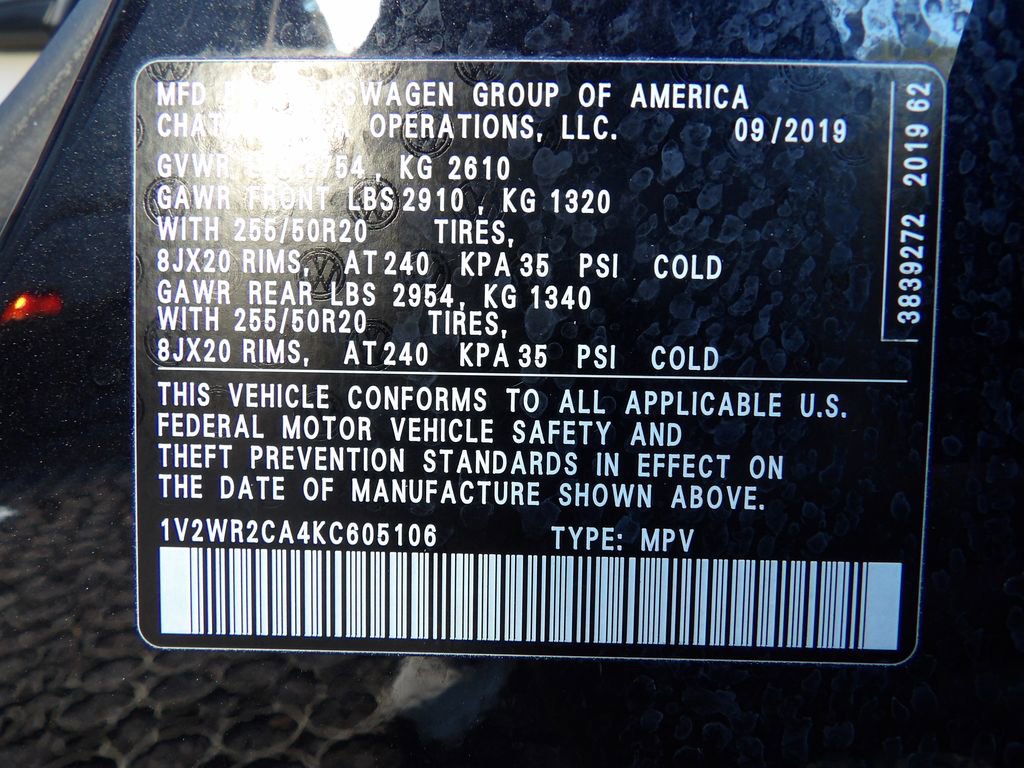 MFD WAGEN GROUP OF AMERICA
OPERATIONS, LLC. 09/2019
GVWR 754, KG 2610
GAWR FRONT LBS 2910 , KG 1320
WITH 255/50R20 TIRES,
8JX20 RIMS, AT 240 KPA 35 PSI COLD
GAWR REAR LBS 2954, KG 1340
WITH 255/50R20 TIRES,
8JX20 RIMS, AT 240 KPA 35 PSI COLD
THIS VEHICLE CONFORMS TO ALL APPLICABLE U.S.
FEDERAL MOTOR VEHICLE SAFETY AND
THEFT PREVENTION STANDARDS IN EFFECT ON
THE DATE OF MANUFACTURE SHOWN ABOVE.
1V2WR2CA4KC605106 TYPE: MPV
3839272 2019 62